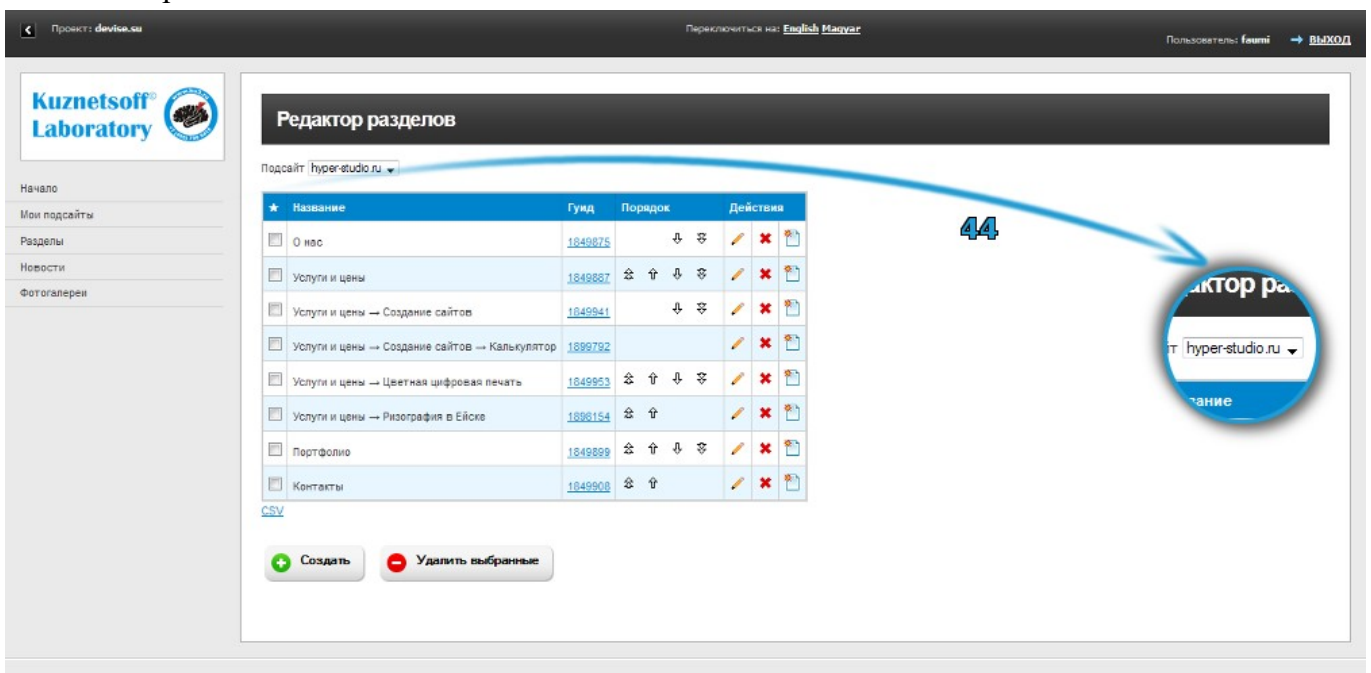 Проект: devise.su
Переключиться на: English Magyar
Пользователь: faumi → ВЫХОД
Kuznetsoff©
Laboratory
Начало
Мои подсайты
Разделы
Новости
Фотогалереи
Редактор разделов
Подсайт hyper-studio.ru
★ Название Гуид Порядок Действия
О нас 1849875
Услуги и цены 1849887
Услуги и цены → Создание сайтов 1849941
Услуги и цены → Создание сайтов → Калькулятор 1899792
Услуги и цены → Цветная цифровая печать 1849953
Услуги и цены → Ризография в Ейске 1898154
Портфолио 1849899
Контакты 1849908
CSV
Создать Удалить выбранные
44
актор ра
т hyper-studio.ru
вание